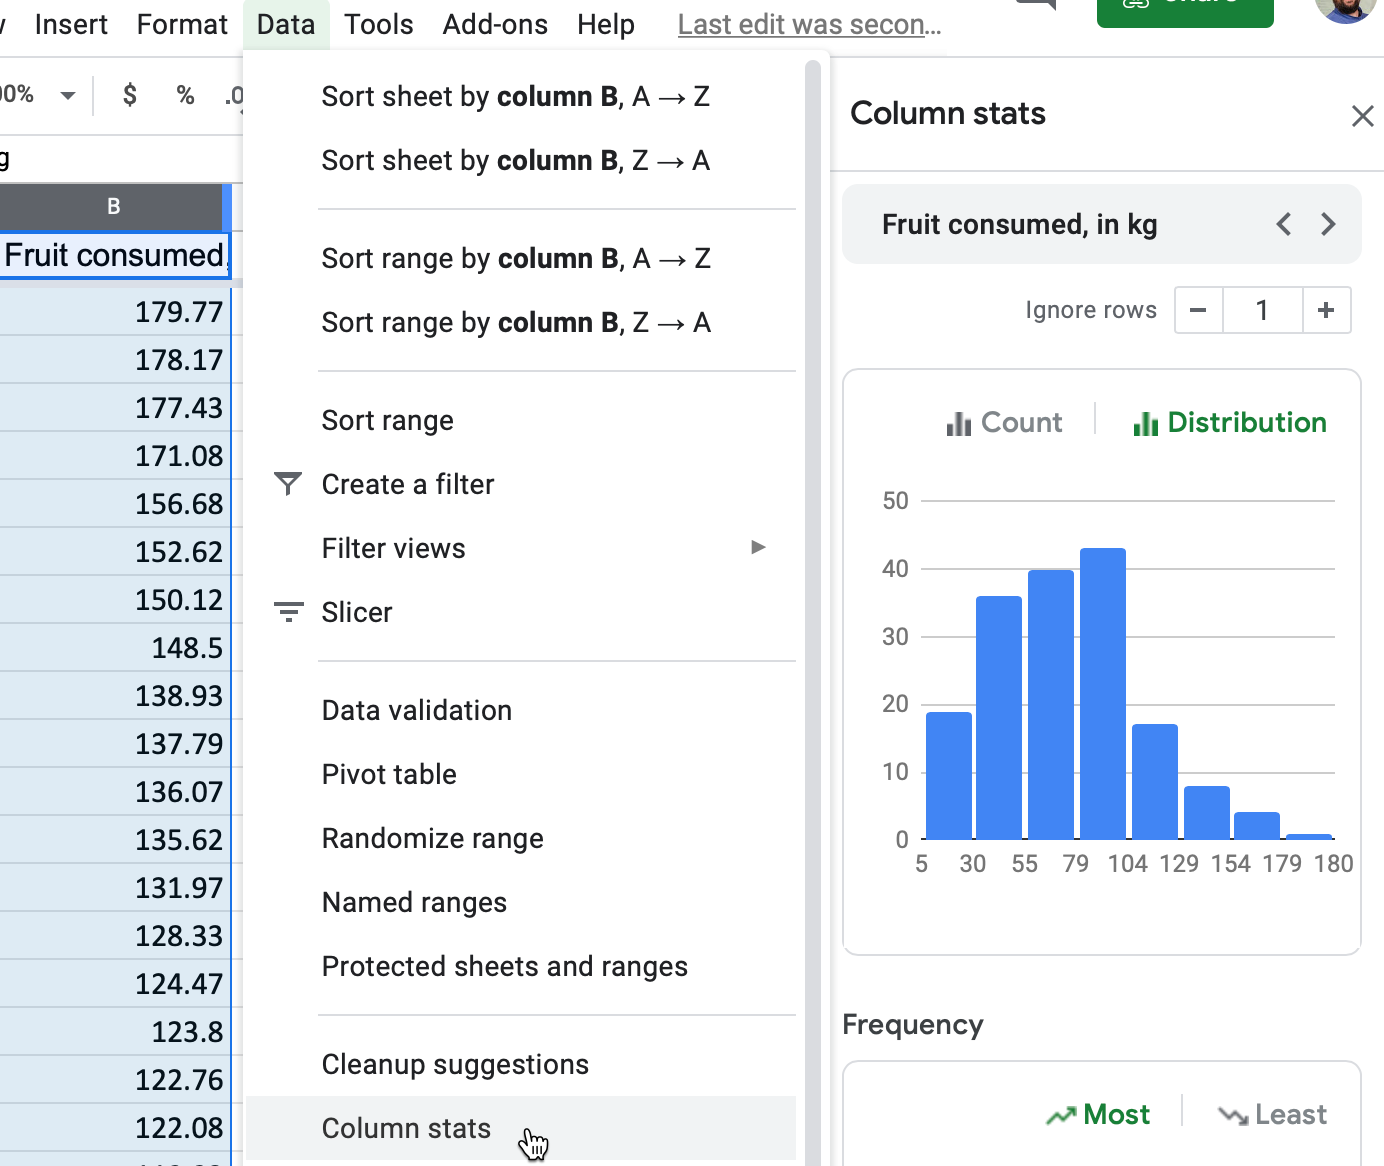 Insert Format Data Tools Add-ons Help Last edit was secon…
$ % .0
B
Fruit consumed,
179.77
178.17
177.43
171.08
156.68
152.62
150.12
148.5
138.93
137.79
136.07
135.62
131.97
128.33
124.47
123.8
122.76
122.08
Sort sheet by column B, A → Z
Sort sheet by column B, Z → A
Sort range by column B, A → Z
Sort range by column B, Z → A
Sort range
Create a filter
Filter views
Slicer
Data validation
Pivot table
Randomize range
Named ranges
Protected sheets and ranges
Cleanup suggestions
Column stats
Column stats
Fruit consumed, in kg
Ignore rows − 1 +
Count Distribution
50
40
30
20
10
0
5 30 55 79 104 129 154 179 180
Frequency
Most Least